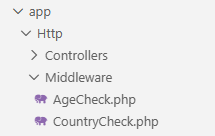 app
Http
Controllers
Middleware
AgeCheck.php
CountryCheck.php